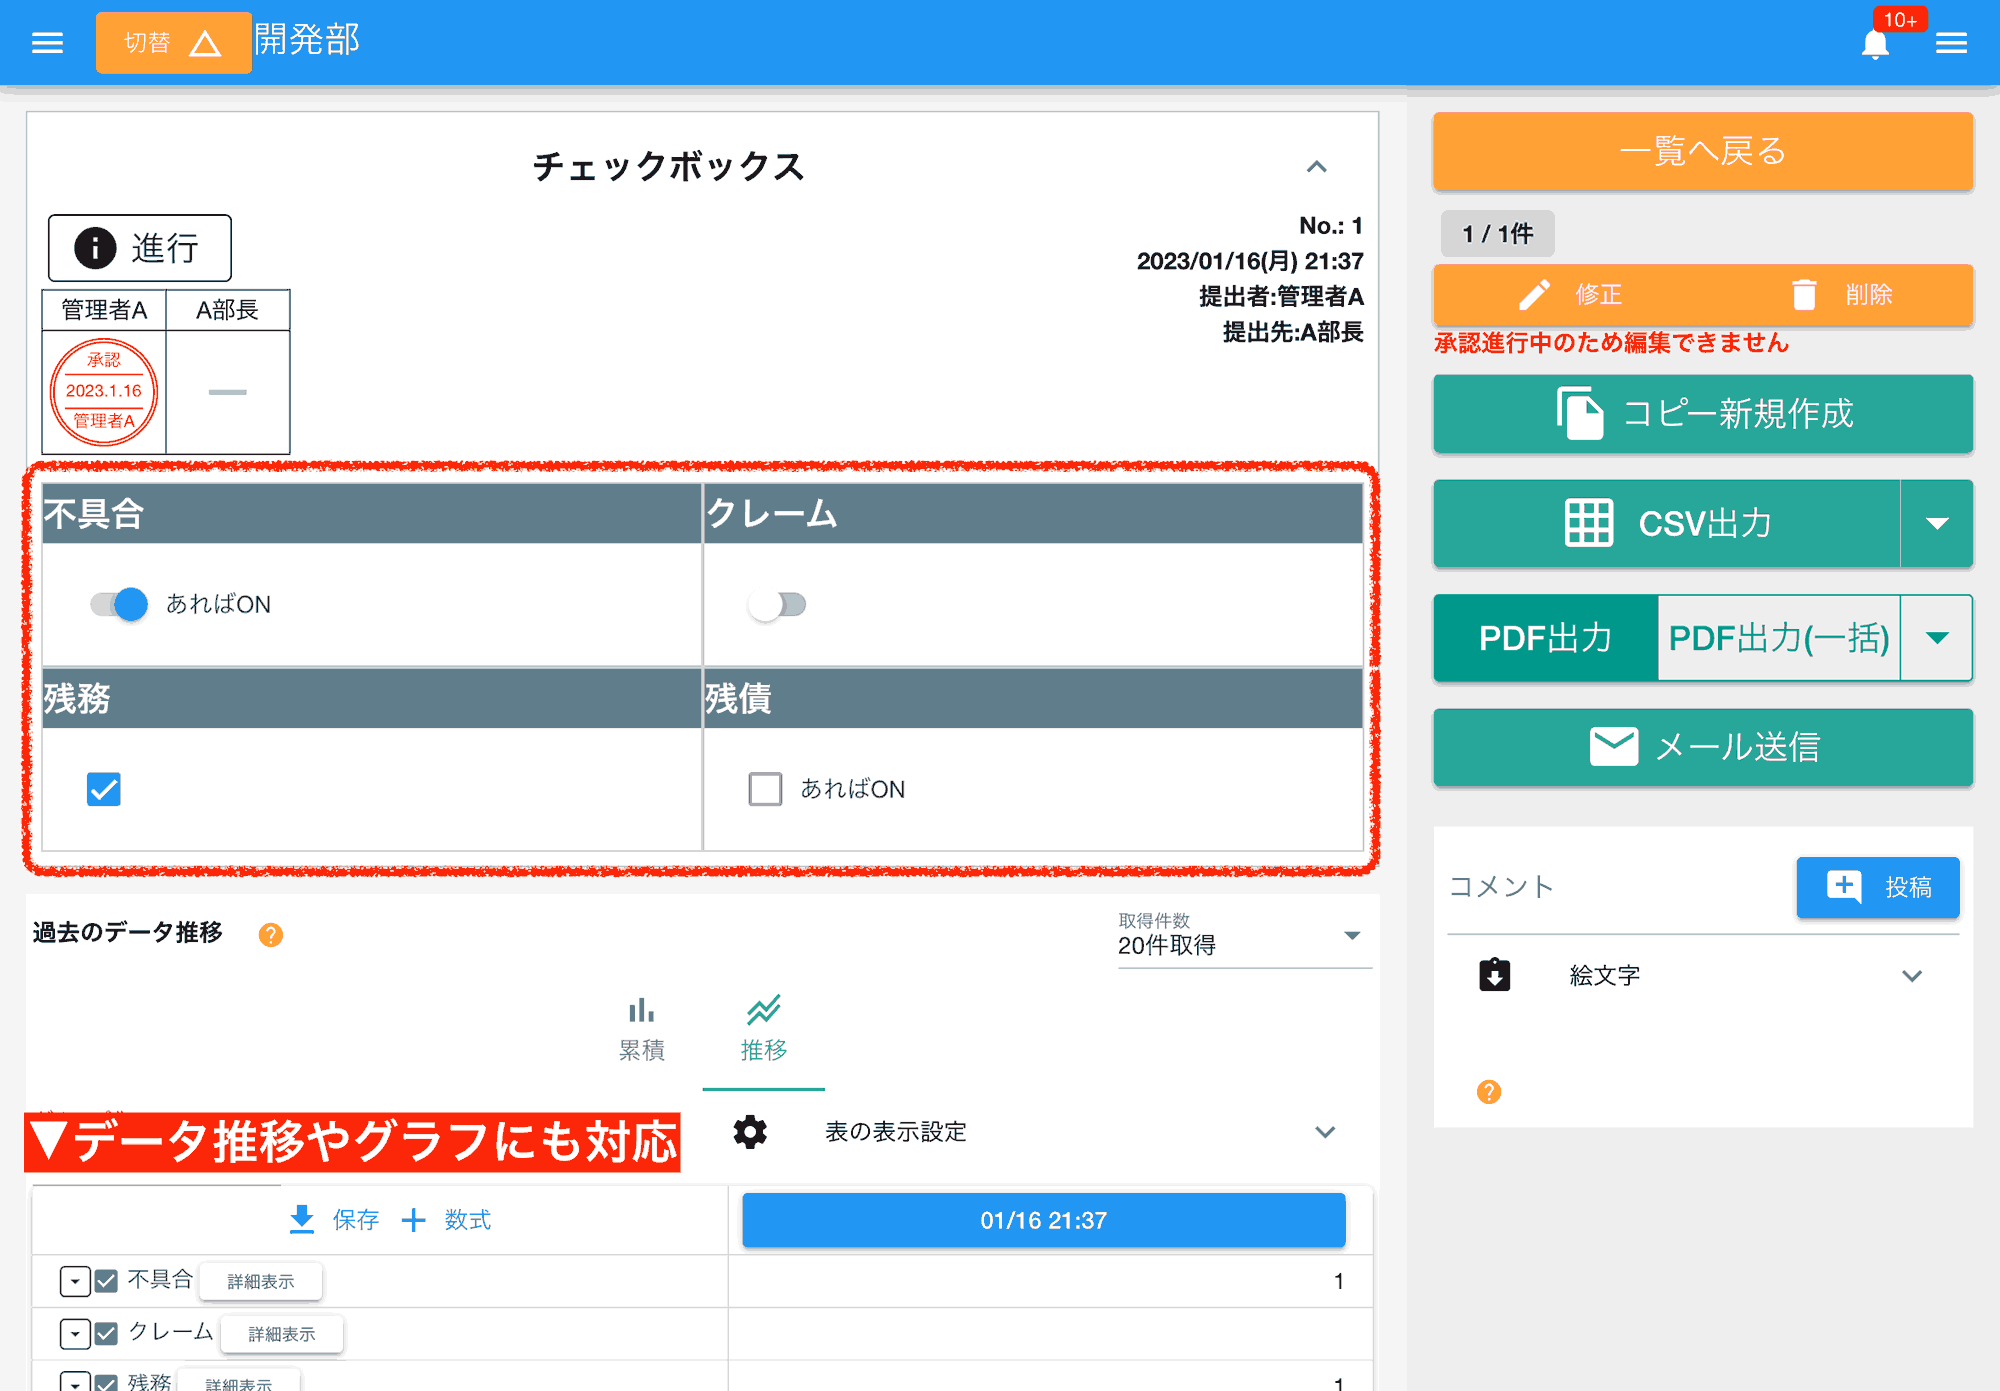 切替
開発部
10+
チェックボックス
進行
No.: 1
2023/01/16(月) 21:37
提出者:管理者A
提出先:A部長
管理者A
A部長
承認
2023.1.16
管理者A
不具合
クレーム
あればON
残務
残債
あればON
過去のデータ推移
取得件数
20件取得
累積
推移
▼データ推移やグラフにも対応
表の表示設定
保存
数式
01/16 21:37
不具合
詳細表示
1
クレーム
詳細表示
残務
詳細表示
1
一覧へ戻る
1 / 1件
修正
削除
承認進行中のため編集できません
コピー新規作成
CSV出力
PDF出力
PDF出力(一括)
メール送信
コメント
投稿
絵文字